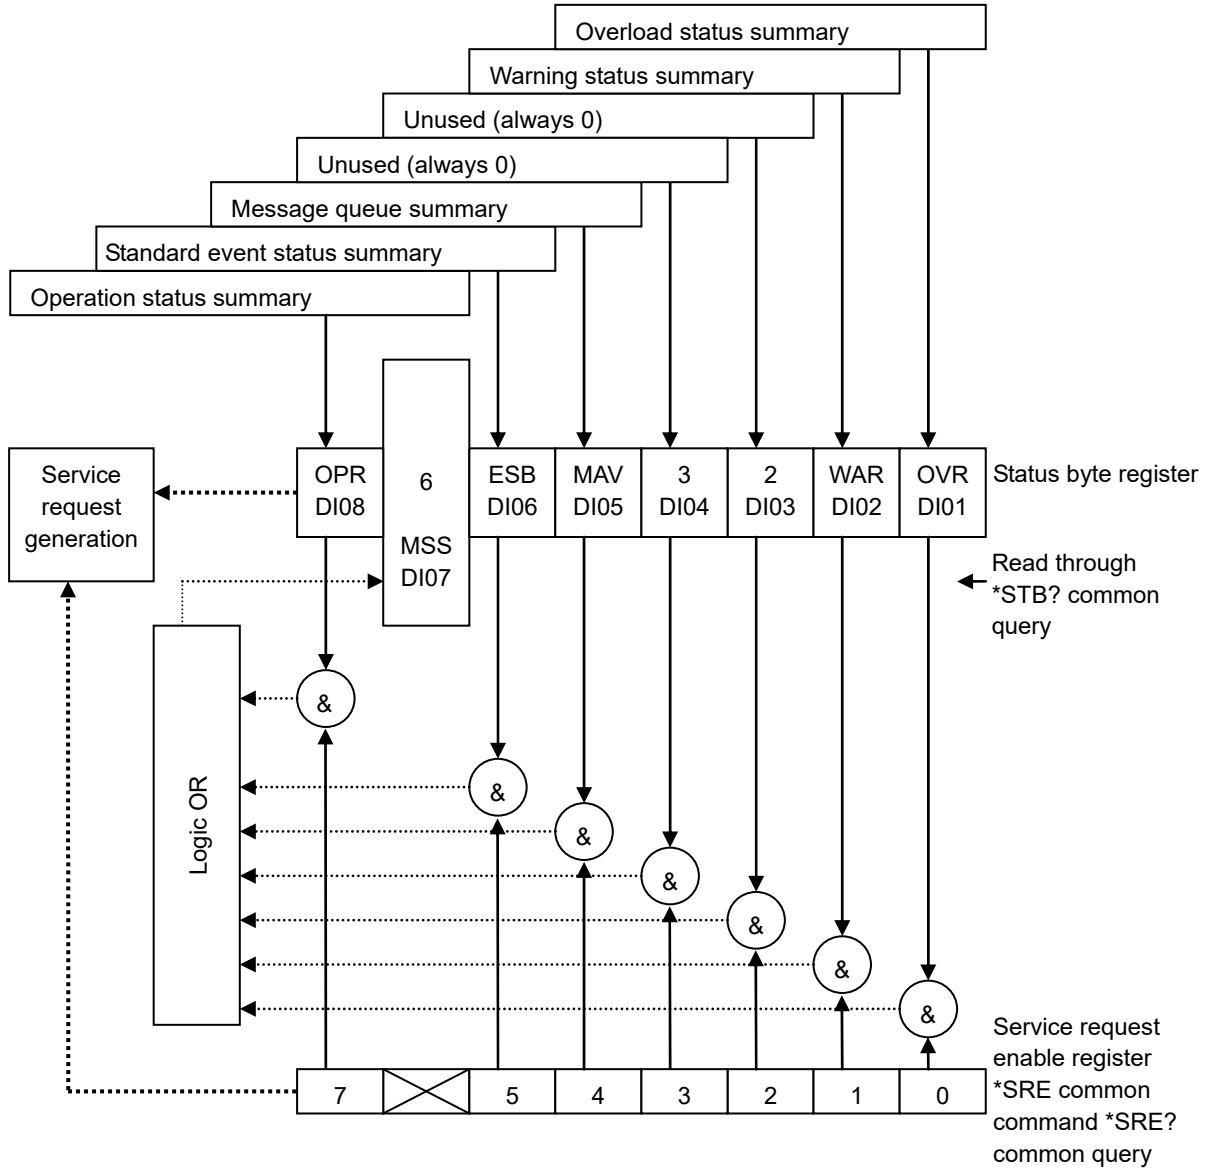 Overload status summary
Warning status summary
Unused (always 0)
Unused (always 0)
Message queue summary
Standard event status summary
Operation status summary
Service
request
generation
OPR
DI08
6
MSS
DI07
ESB
DI06
MAV
DI05
3
DI04
2
DI03
WAR
DI02
OVR
DI01
Status byte register
Read through
*STB? common
query
Logic OR
&
&
&
&
&
&
&
7
5
4
3
2
1
0
Service request
enable register
*SRE common
command *SRE?
common query